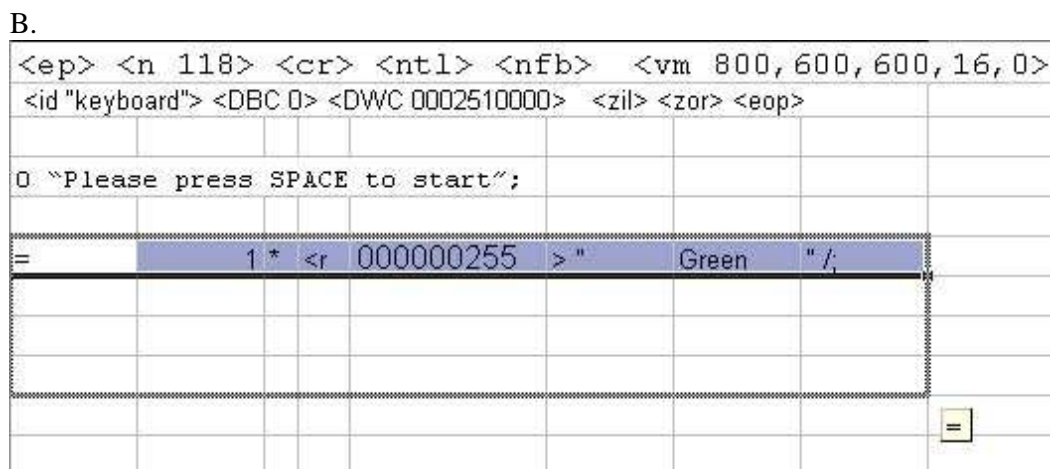 B.
<ep> <n 118> <cr> <ntl> <nfb> <vm 800,600,600,16,0>
<id "keyboard"> <DBC 0> <DWC 0002510000> <zil> <zor> <eop>
0 “Please press SPACE to start”;
= 1 * <r 000000255 > " Green " /;
=